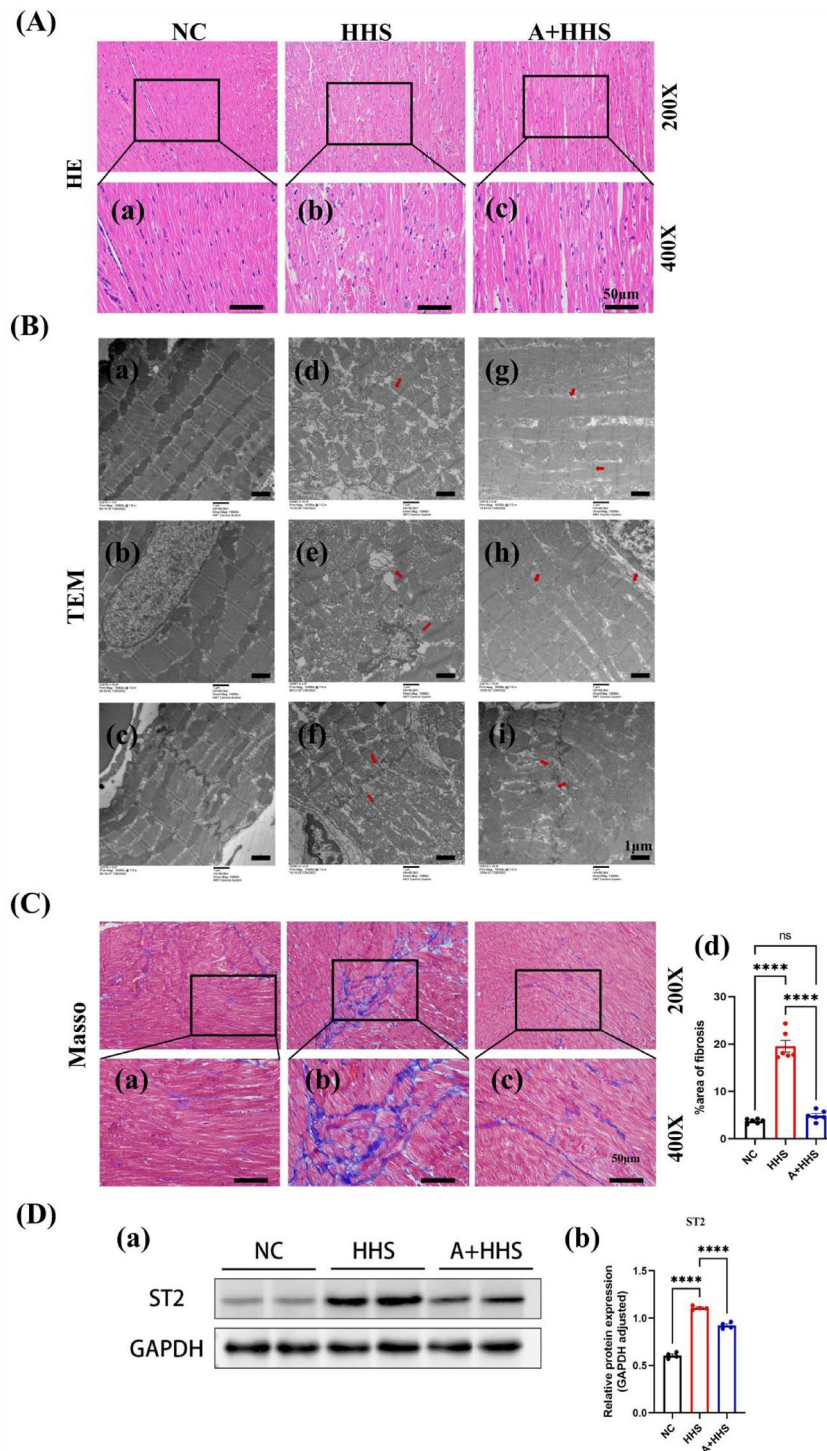 (A)
NC HHS A+HHS
HE
200X
(a) (b) (c)
400X
50μm
(B)
TEM
(a) (d) (g)
(b) (e) (h)
(c) (f) (i)
1μm
(C)
Masso
200X
(a) (b) (c)
400X
50μm
(d)
ns
**** ****
%area of fibrosis
30
20
10
0
NC HHS A+HHS
(D)
(a)
NC HHS A+HHS
ST2
GAPDH
(b)
ST2
**** ****
Relative protein expression
(GAPDH adjusted)
1.5
1.0
0.5
0.0
NC HHS A+HHS